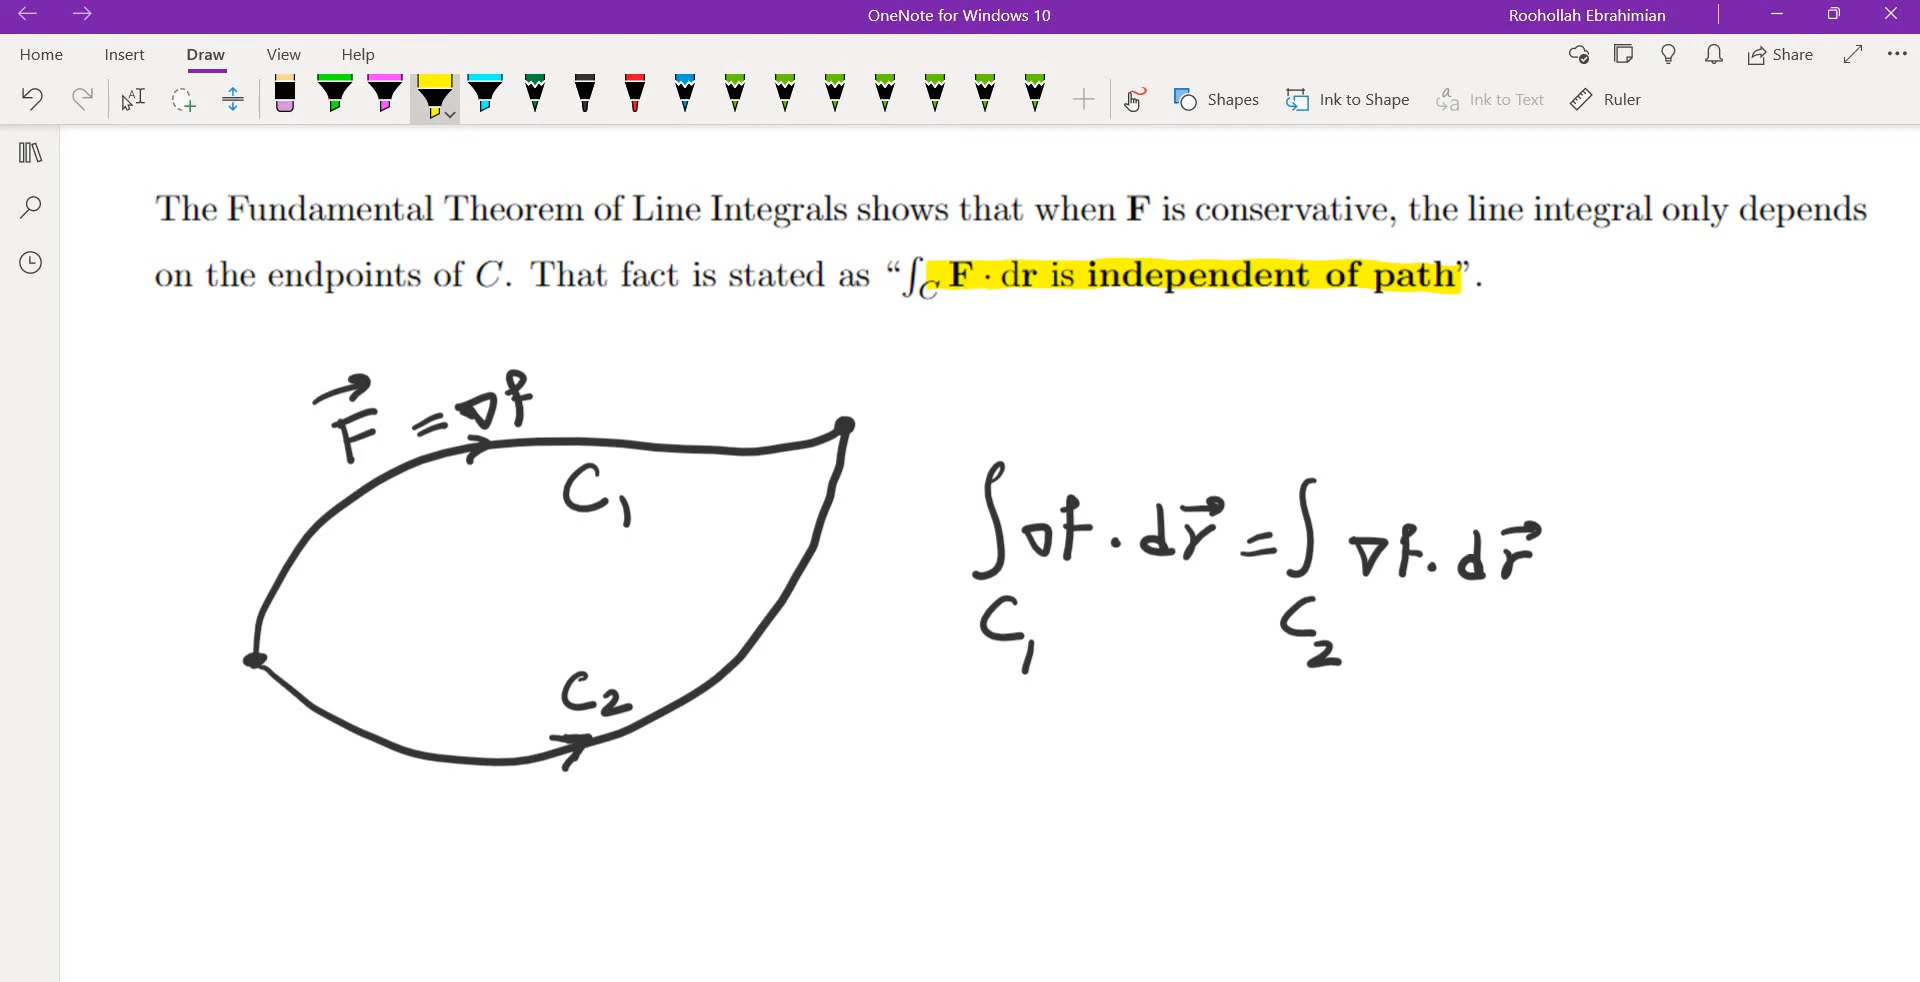 OneNote for Windows 10
Roohollah Ebrahimian
Home Insert Draw View Help
Share
Shapes Ink to Shape Ink to Text Ruler
The Fundamental Theorem of Line Integrals shows that when F is conservative, the line integral only depends
on the endpoints of C. That fact is stated as “∫_C F · dr is independent of path”.
F⃗ = ∇f
C₁
∫_{C₁} ∇f · dr⃗ = ∫_{C₂} ∇f · dr⃗
C₂